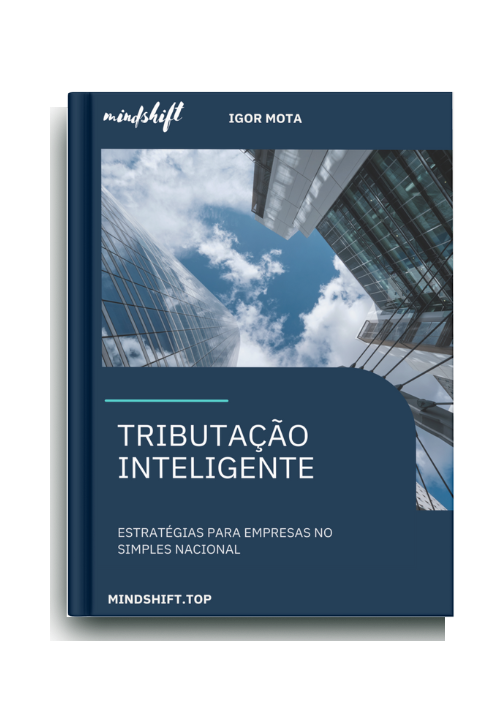 mindshift
IGOR MOTA
TRIBUTAÇÃO
INTELIGENTE
ESTRATÉGIAS PARA EMPRESAS NO
SIMPLES NACIONAL
MINDSHIFT.TOP